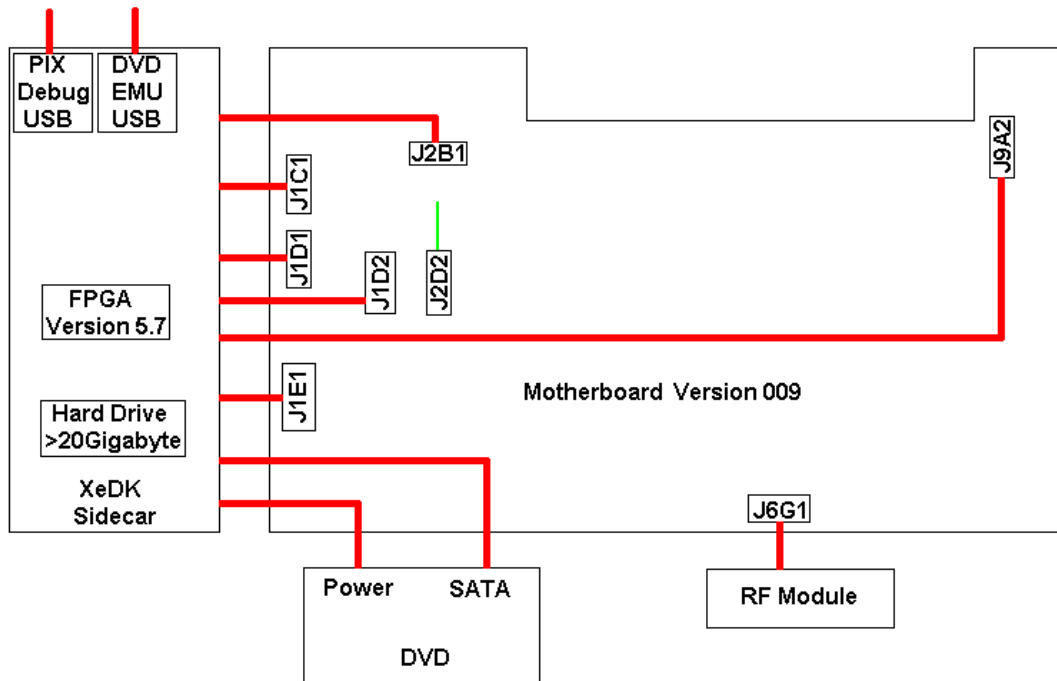 PIX
Debug
USB
DVD
EMU
USB
J2B1
J9A2
J1C1
J1D1
J1D2
J2D2
FPGA
Version 5.7
J1E1
Motherboard Version 009
Hard Drive
>20Gigabyte
XeDK
Sidecar
J6G1
Power
SATA
RF Module
DVD